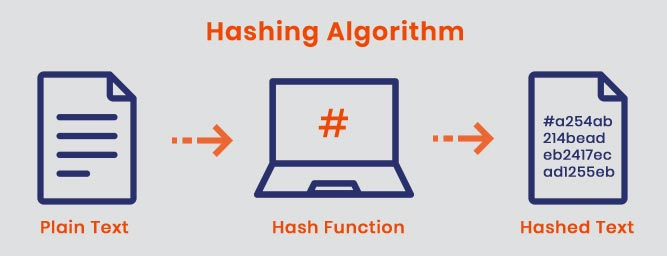 Hashing Algorithm
#
#a254ab
214bead
eb2417ec
ad1255eb
Plain Text
Hash Function
Hashed Text